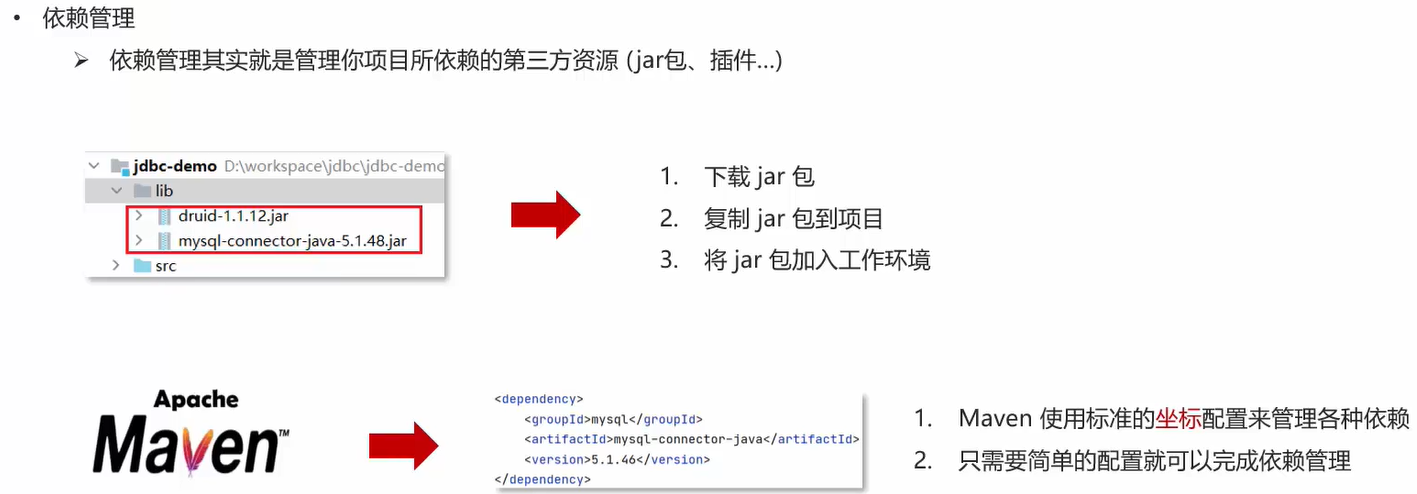 • 依赖管理
➢ 依赖管理其实就是管理你项目所依赖的第三方资源 (jar包、插件...)
jdbc-demo D:\workspace\jdbc\jdbc-demo
lib
druid-1.1.12.jar
mysql-connector-java-5.1.48.jar
src
1. 下载 jar 包
2. 复制 jar 包到项目
3. 将 jar 包加入工作环境
Apache
Maven™
<dependency>
<groupId>mysql</groupId>
<artifactId>mysql-connector-java</artifactId>
<version>5.1.46</version>
</dependency>
1. Maven 使用标准的坐标配置来管理各种依赖
2. 只需要简单的配置就可以完成依赖管理